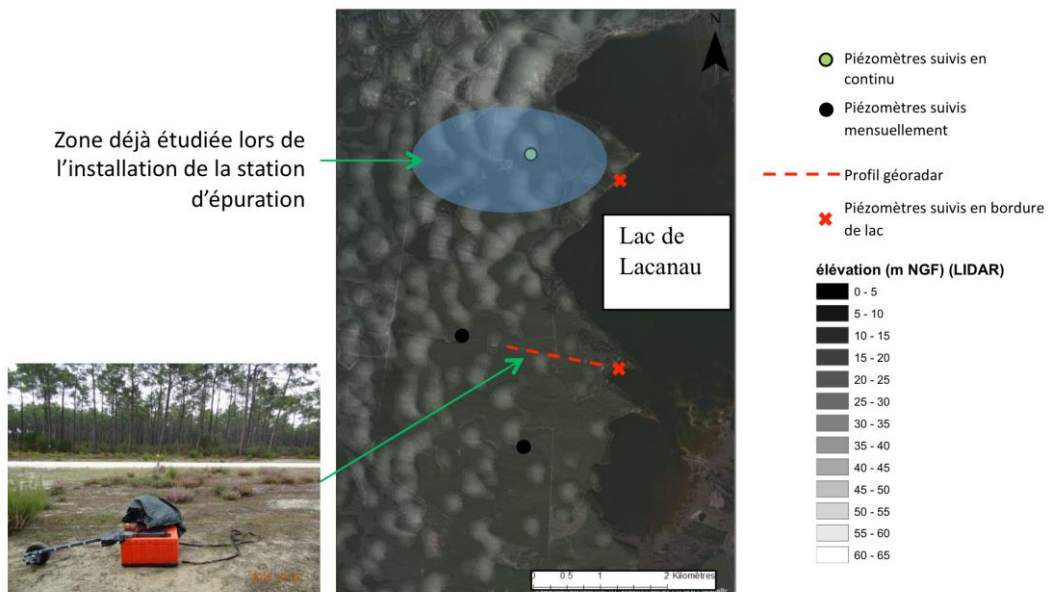 Zone déjà étudiée lors de
l'installation de la station
d'épuration
N
Lac de
Lacanau
0 0.5 1 2 Kilomètres
Piézomètres suivis en
continu
Piézomètres suivis
mensuellement
Profil géoradar
Piézomètres suivis en bordure
de lac
élévation (m NGF) (LIDAR)
0 - 5
5 - 10
10 - 15
15 - 20
20 - 25
25 - 30
30 - 35
35 - 40
40 - 45
45 - 50
50 - 55
55 - 60
60 - 65